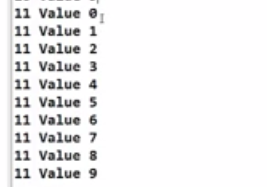 11 Value 0
11 Value 1
11 Value 2
11 Value 3
11 Value 4
11 Value 5
11 Value 6
11 Value 7
11 Value 8
11 Value 9